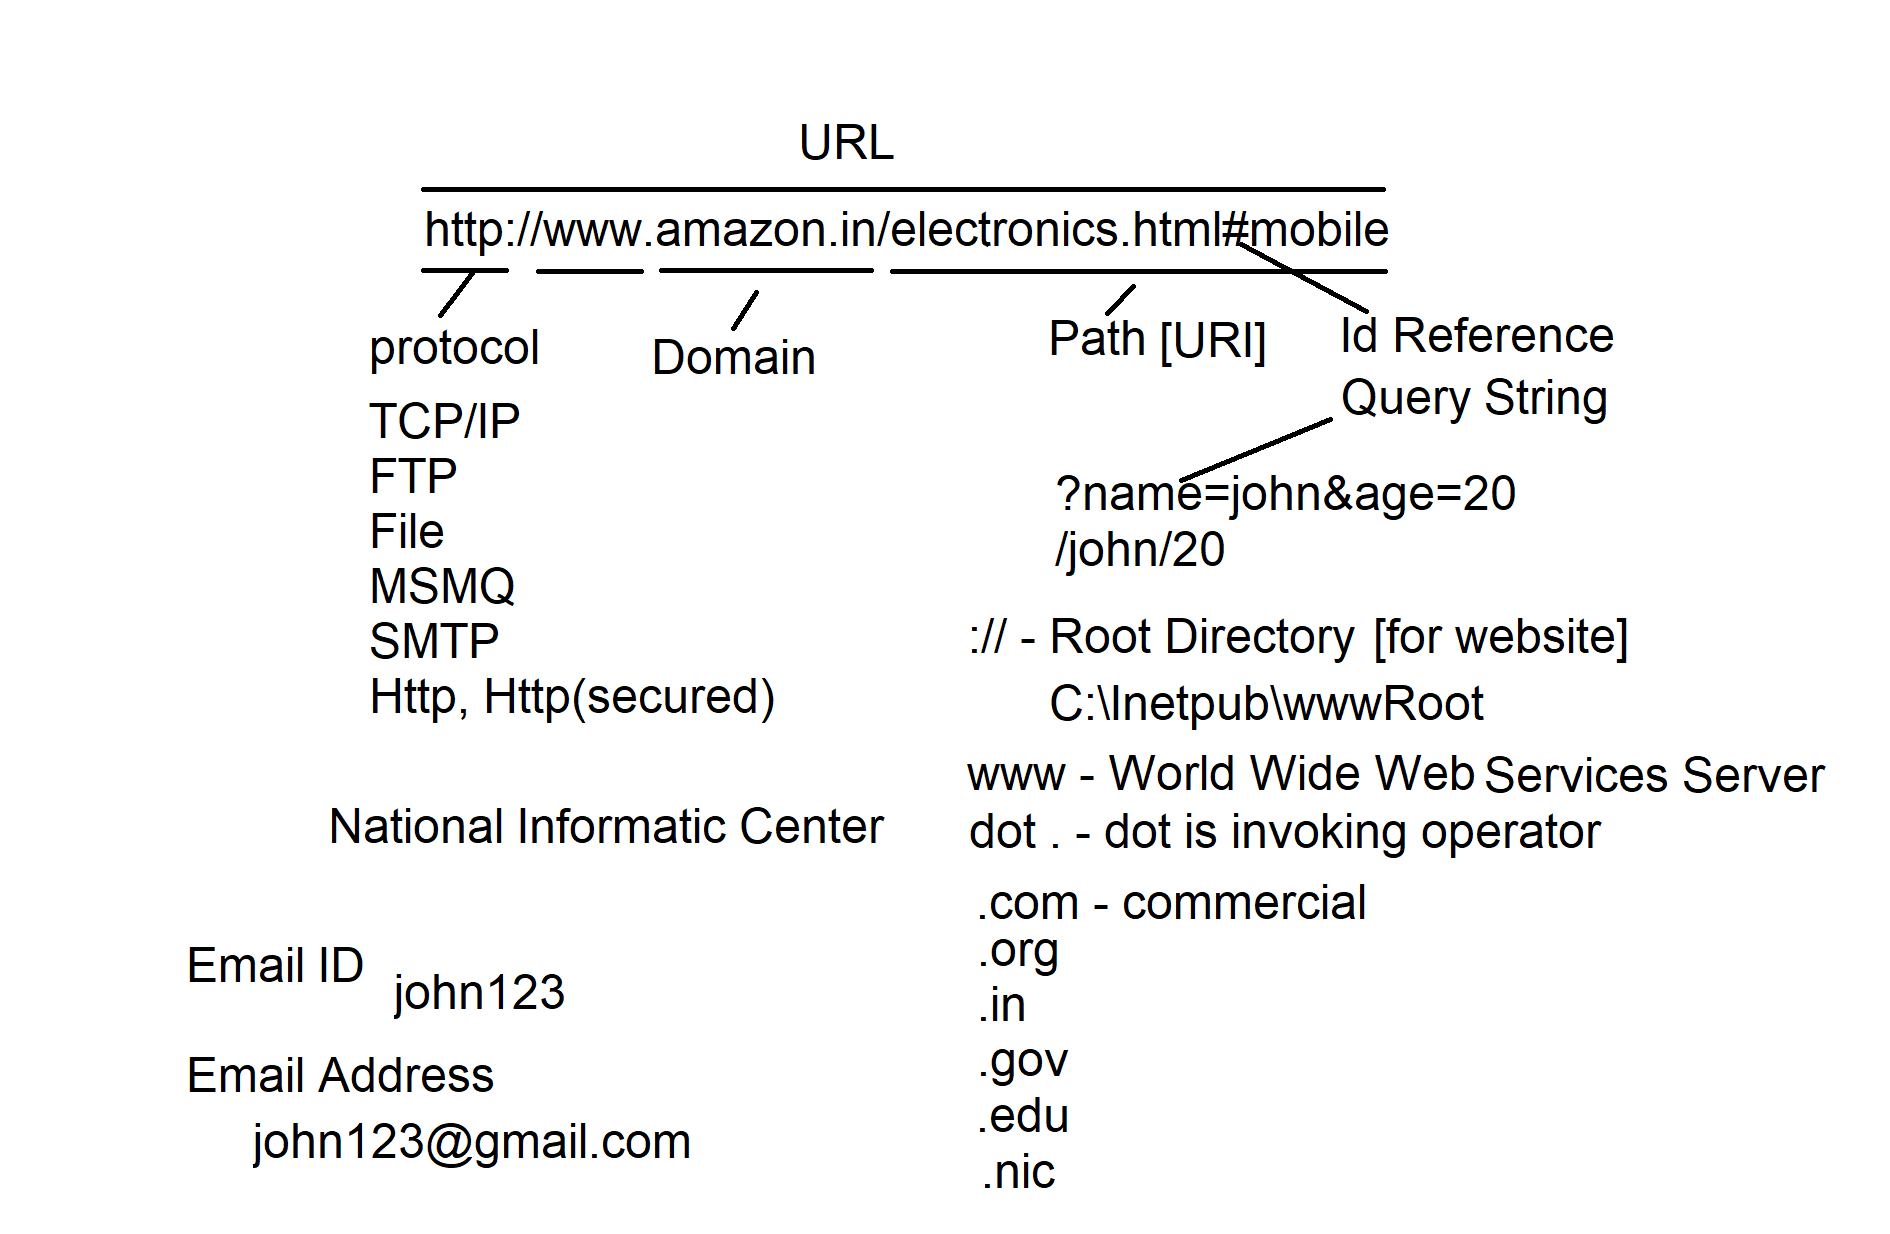 URL
http://www.amazon.in/electronics.html#mobile
protocol
Domain
Path [URI]
Id Reference
Query String
TCP/IP
FTP
File
MSMQ
SMTP
Http, Http(secured)
?name=john&age=20
/john/20
:// - Root Directory [for website]
C:\Inetpub\wwwRoot
www - World Wide Web Services Server
dot . - dot is invoking operator
National Informatic Center
.com - commercial
.org
.in
.gov
.edu
.nic
Email ID john123
Email Address
john123@gmail.com